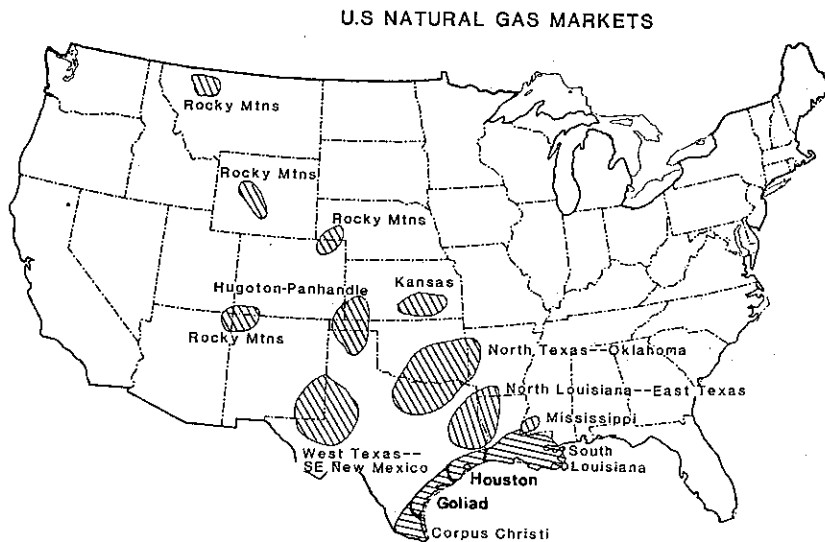 U.S NATURAL GAS MARKETS
Rocky Mtns
Rocky Mtns
Rocky Mtns
Hugoton-Panhandle
Kansas
Rocky Mtns
North Texas--Oklahoma
North Louisiana--East Texas
Mississippi
West Texas--
SE New Mexico
South
Louisiana
Houston
Goliad
Corpus Christi